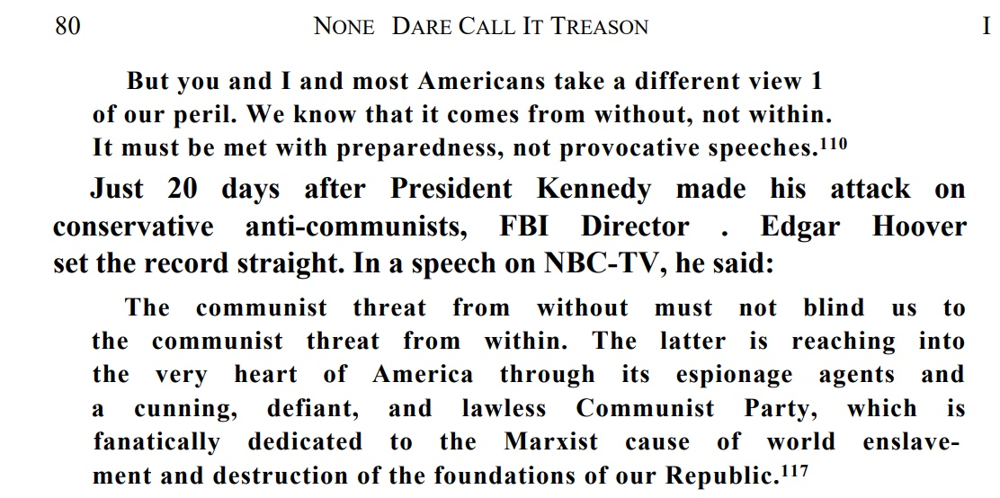 80 NONE DARE CALL IT TREASON I
But you and I and most Americans take a different view 1
of our peril. We know that it comes from without, not within.
It must be met with preparedness, not provocative speeches.110
Just 20 days after President Kennedy made his attack on
conservative anti-communists, FBI Director . Edgar Hoover
set the record straight. In a speech on NBC-TV, he said:
The communist threat from without must not blind us to
the communist threat from within. The latter is reaching into
the very heart of America through its espionage agents and
a cunning, defiant, and lawless Communist Party, which is
fanatically dedicated to the Marxist cause of world enslave-
ment and destruction of the foundations of our Republic.117